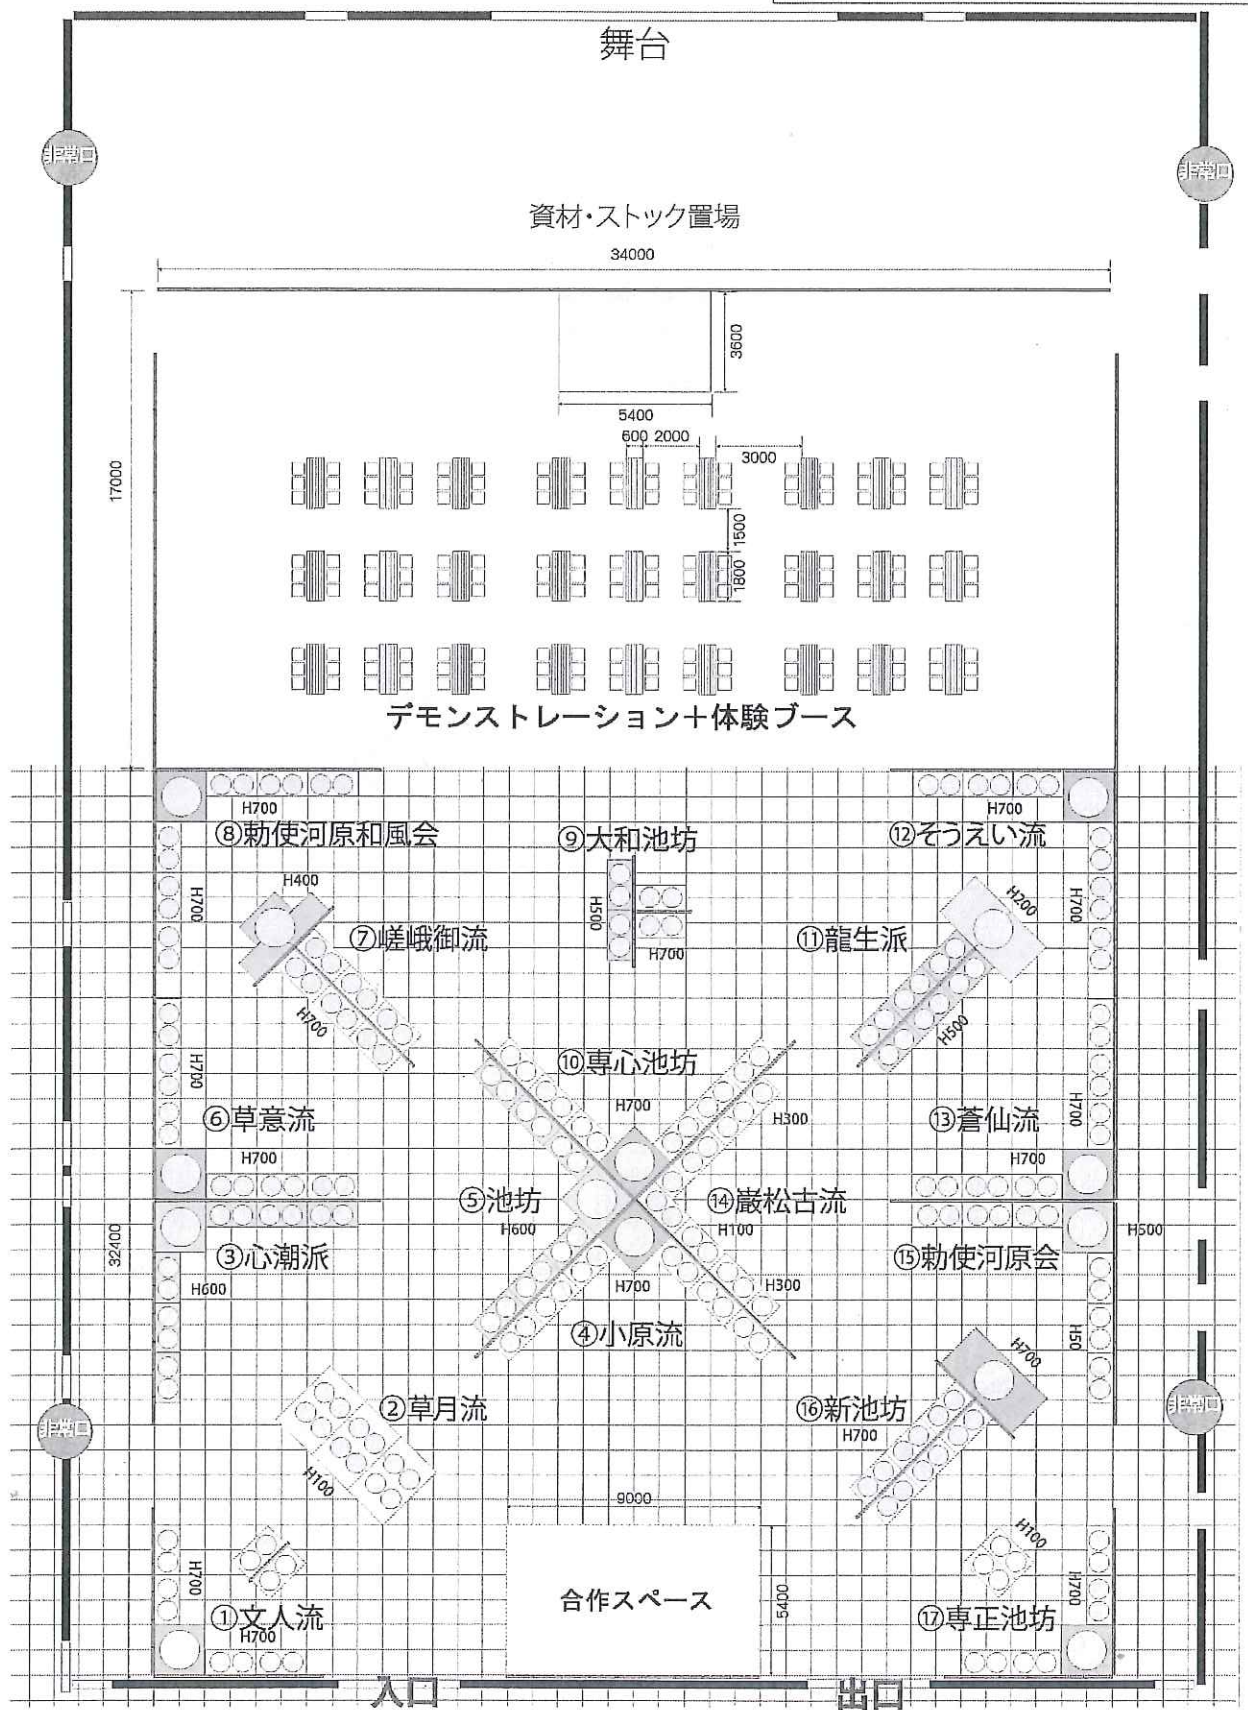 舞台
非常口
非常口
資材・ストック置場
34000
3600
5400
600 2000
3000
17000
1500
1800
デモンストレーション＋体験ブース
H700
H700
⑧勅使河原和風会
⑨大和池坊
⑫そうえい流
H400
H700
H500
H200
H700
⑦嵯峨御流
⑪龍生派
H700
H700
H500
⑩専心池坊
H700
H700
H700
⑥草意流
H300
⑬蒼仙流
H700
H700
⑤池坊
⑭巌松古流
H600
H100
H500
32400
③心潮派
⑮勅使河原会
H600
H700
H300
④小原流
H50
H700
②草月流
⑯新池坊
非常口
非常口
H700
H100
9000
H100
H700
合作スペース
5400
H700
①文人流
⑰専正池坊
H700
入口
出口